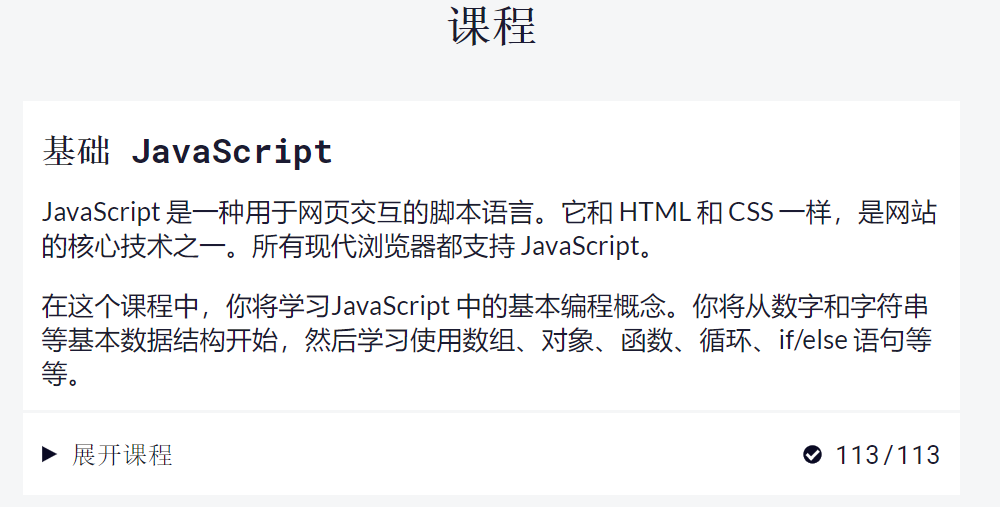 课程
基础 JavaScript
JavaScript 是一种用于网页交互的脚本语言。它和 HTML 和 CSS 一样，是网站
的核心技术之一。所有现代浏览器都支持 JavaScript。
在这个课程中，你将学习JavaScript 中的基本编程概念。你将从数字和字符串
等基本数据结构开始，然后学习使用数组、对象、函数、循环、if/else 语句等
等。
展开课程 113/113